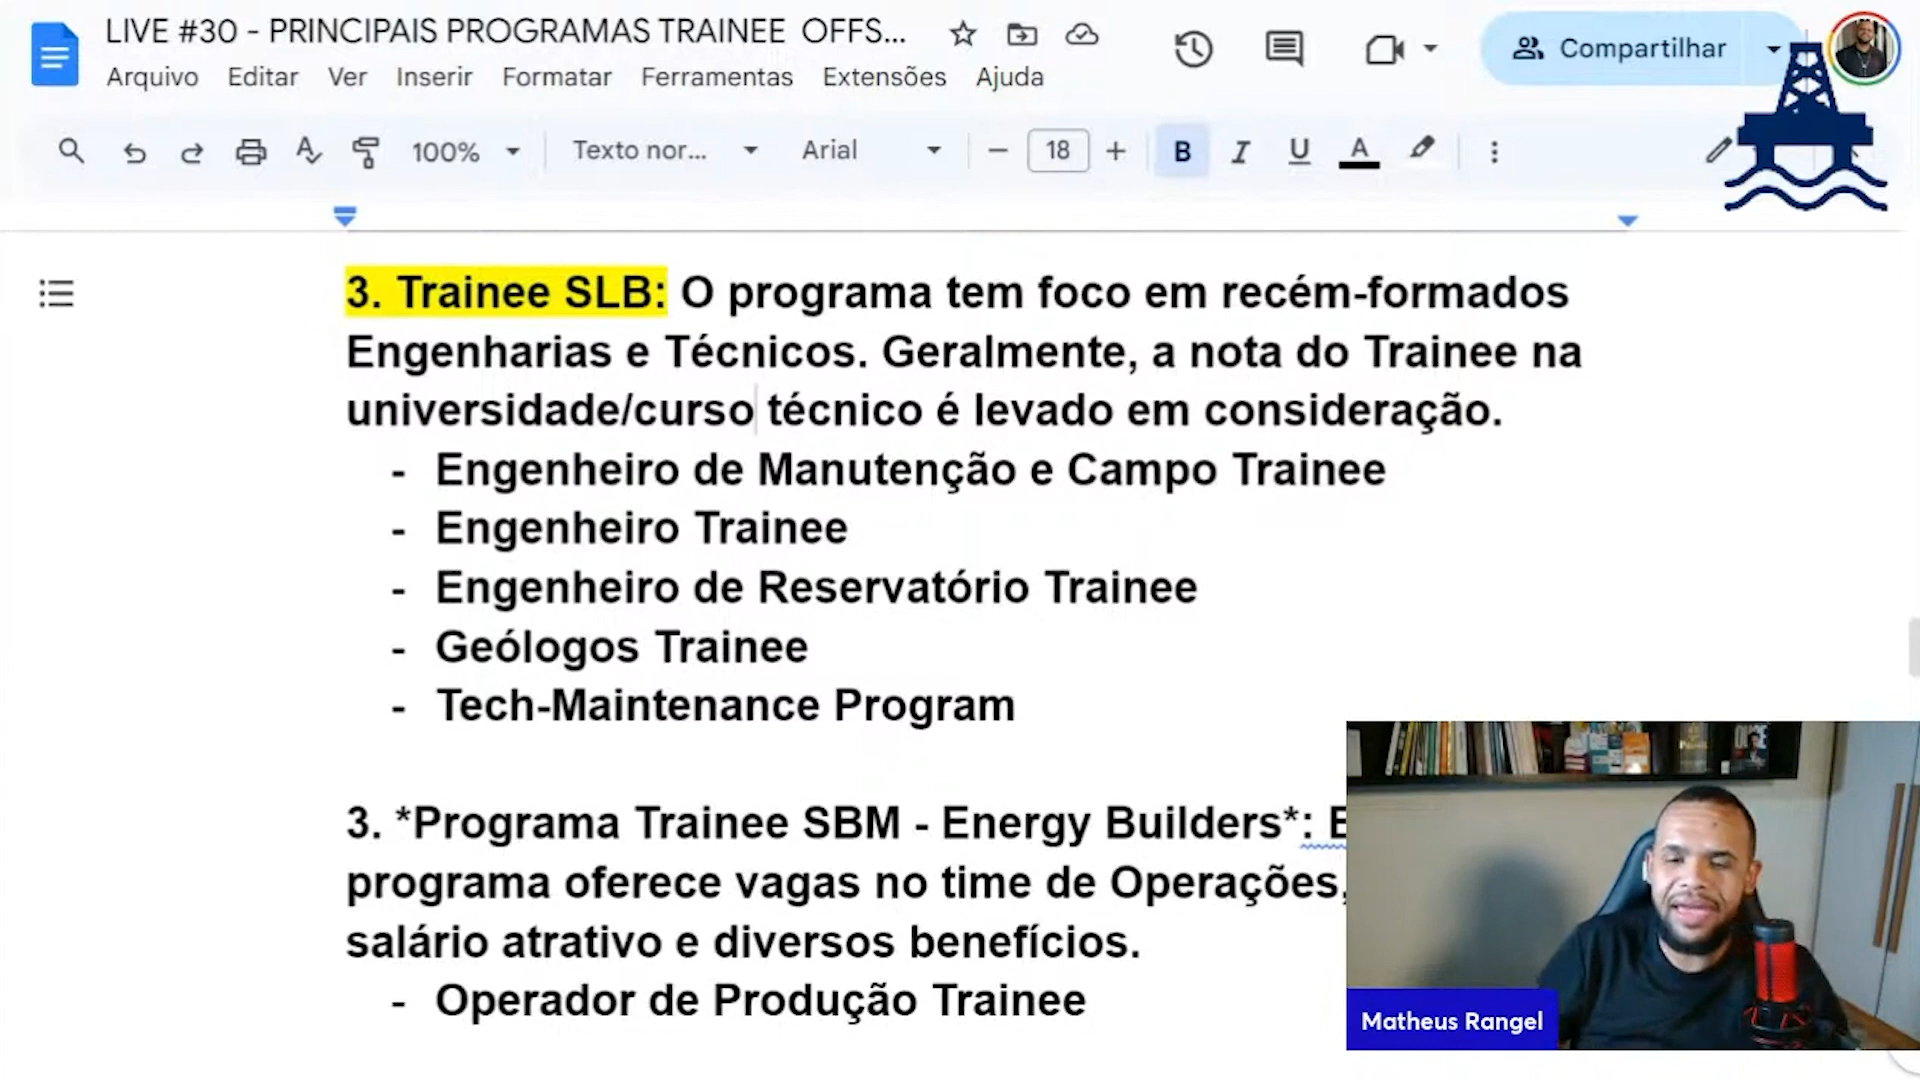 LIVE #30 - PRINCIPAIS PROGRAMAS TRAINEE OFFS...
Arquivo Editar Ver Inserir Formatar Ferramentas Extensões Ajuda
Compartilhar
100% Texto nor... Arial 18 B I U A
3. Trainee SLB: O programa tem foco em recém-formados
Engenharias e Técnicos. Geralmente, a nota do Trainee na
universidade/curso técnico é levado em consideração.
- Engenheiro de Manutenção e Campo Trainee
- Engenheiro Trainee
- Engenheiro de Reservatório Trainee
- Geólogos Trainee
- Tech-Maintenance Program
3. *Programa Trainee SBM - Energy Builders*:
programa oferece vagas no time de Operações,
salário atrativo e diversos benefícios.
- Operador de Produção Trainee
Matheus Rangel